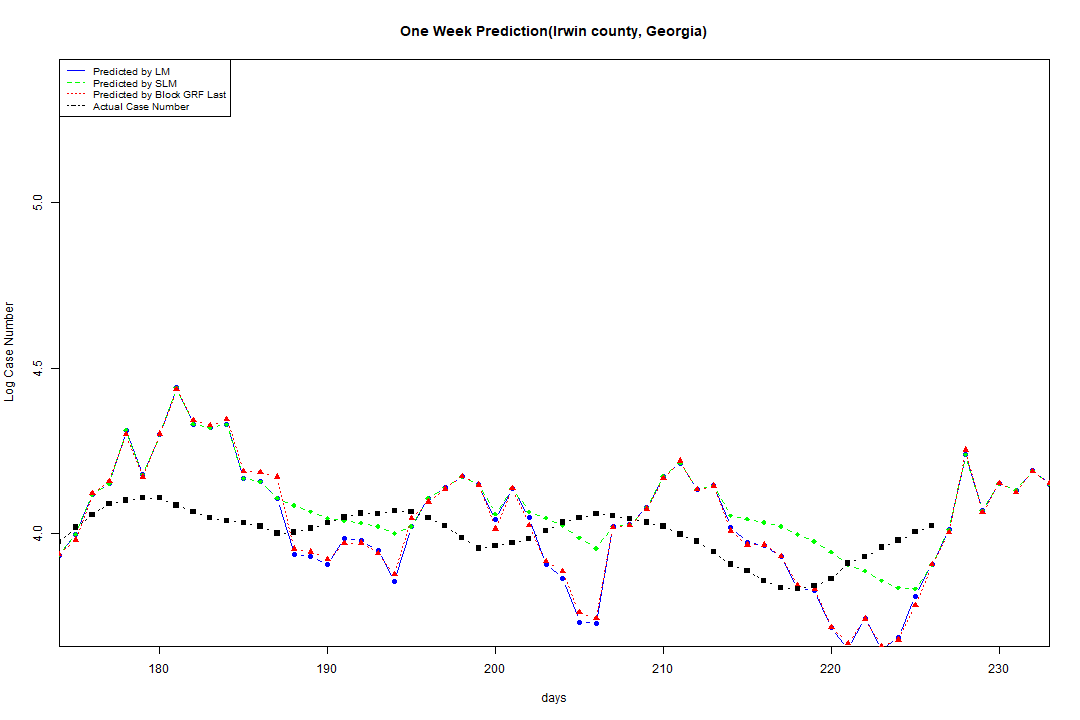 One Week Prediction(Irwin county, Georgia)
Predicted by LM
Predicted by SLM
Predicted by Block GRF Last
Actual Case Number
5.0
4.5
4.0
Log Case Number
180 190 200 210 220 230
days